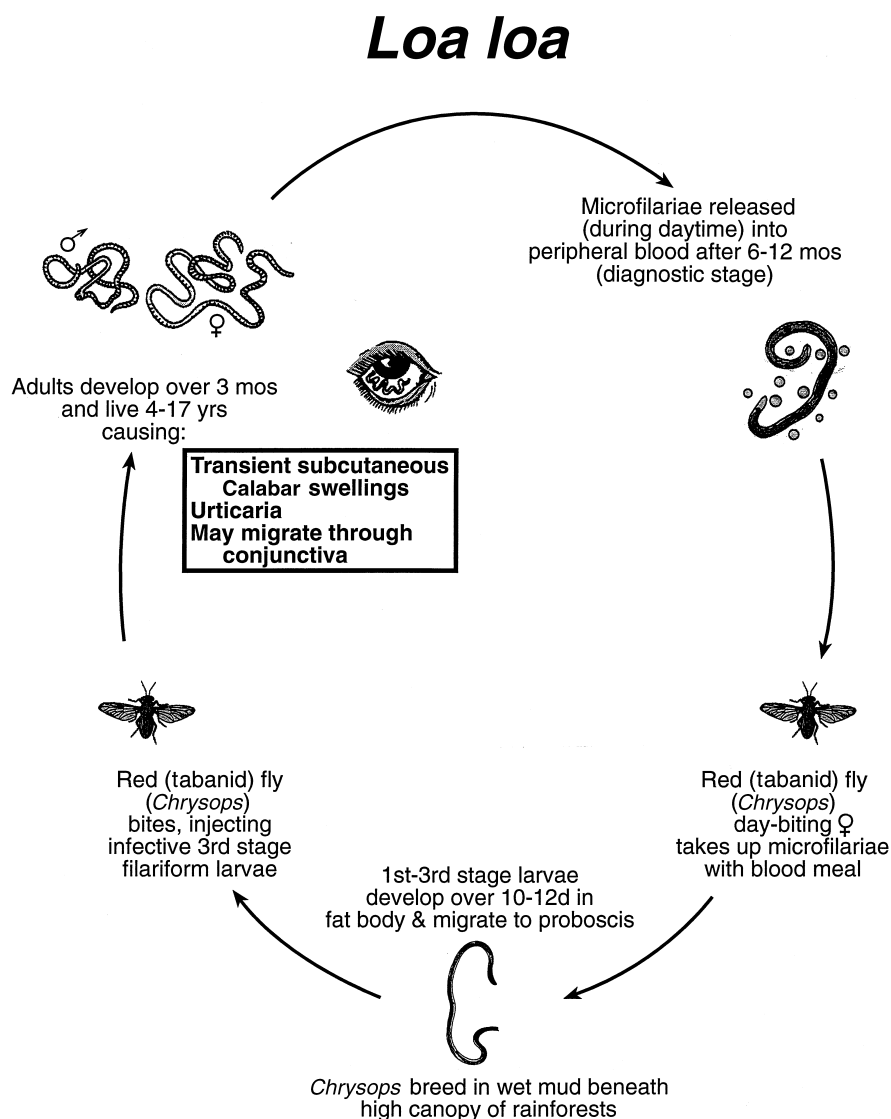 Loa loa
Microfilariae released
(during daytime) into
peripheral blood after 6-12 mos
(diagnostic stage)
♂
♀
Adults develop over 3 mos
and live 4-17 yrs
causing:
Transient subcutaneous
Calabar swellings
Urticaria
May migrate through
conjunctiva
Red (tabanid) fly
(Chrysops)
bites, injecting
infective 3rd stage
filariform larvae
Red (tabanid) fly
(Chrysops)
day-biting ♀
takes up microfilariae
with blood meal
1st-3rd stage larvae
develop over 10-12d in
fat body & migrate to proboscis
Chrysops breed in wet mud beneath
high canopy of rainforests